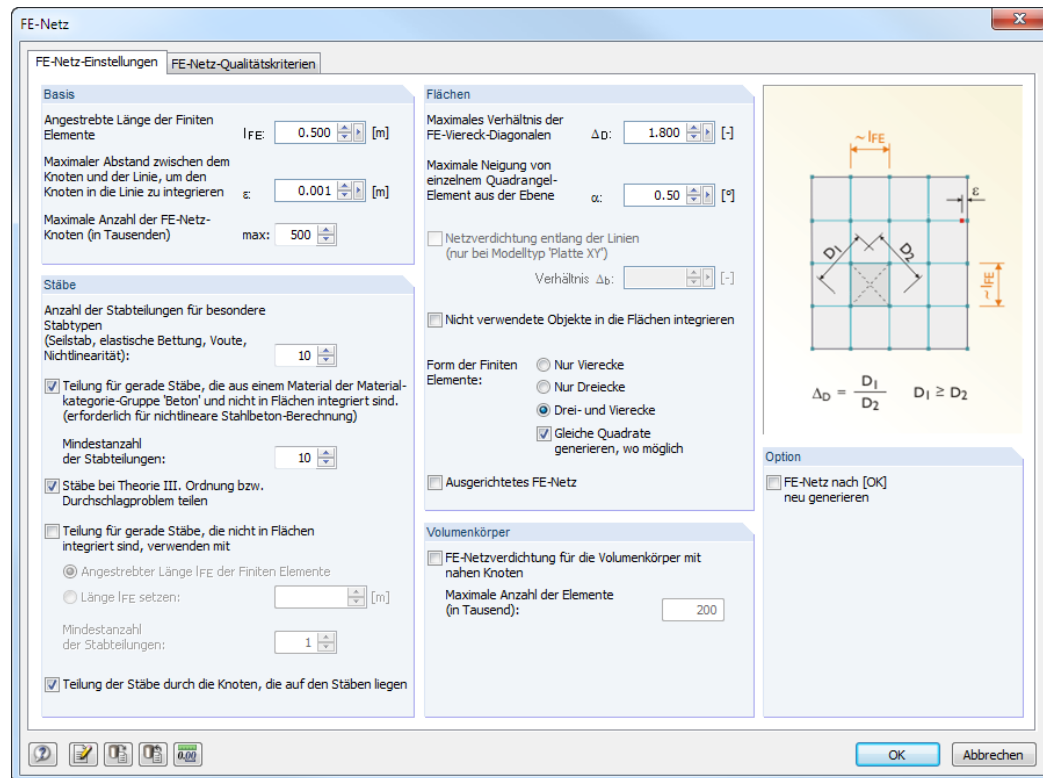 FE-Netz
FE-Netz-Einstellungen
FE-Netz-Qualitätskriterien
Basis
Angestrebte Länge der Finiten
Elemente
lFE:
0.500
[m]
Maximaler Abstand zwischen dem
Knoten und der Linie, um den
Knoten in die Linie zu integrieren
ε:
0.001
[m]
Maximale Anzahl der FE-Netz-
Knoten (in Tausenden)
max:
500
Stäbe
Anzahl der Stabteilungen für besondere
Stabtypen
(Seilstab, elastische Bettung, Voute,
Nichtlinearität):
10
Teilung für gerade Stäbe, die aus einem Material der Material-
kategorie-Gruppe 'Beton' und nicht in Flächen integriert sind.
(erforderlich für nichtlineare Stahlbeton-Berechnung)
Mindestanzahl
der Stabteilungen:
10
Stäbe bei Theorie III. Ordnung bzw.
Durchschlagproblem teilen
Teilung für gerade Stäbe, die nicht in Flächen
integriert sind, verwenden mit
Angestrebter Länge lFE der Finiten Elemente
Länge lFE setzen:
[m]
Mindestanzahl
der Stabteilungen:
1
Teilung der Stäbe durch die Knoten, die auf den Stäben liegen
Flächen
Maximales Verhältnis der
FE-Viereck-Diagonalen
ΔD:
1.800
[-]
Maximale Neigung von
einzelnem Quadrangel-
Element aus der Ebene
α:
0.50
[°]
Netzverdichtung entlang der Linien
(nur bei Modelltyp 'Platte XY')
Verhältnis Δb:
[-]
Nicht verwendete Objekte in die Flächen integrieren
Form der Finiten
Elemente:
Nur Vierecke
Nur Dreiecke
Drei- und Vierecke
Gleiche Quadrate
generieren, wo möglich
Ausgerichtetes FE-Netz
Volumenkörper
FE-Netzverdichtung für die Volumenkörper mit
nahen Knoten
Maximale Anzahl der Elemente
(in Tausend):
200
~ lFE
ε
D1
D2
~ lFE
ΔD = D1 / D2 D1 ≥ D2
Option
FE-Netz nach [OK]
neu generieren
0.00
OK
Abbrechen